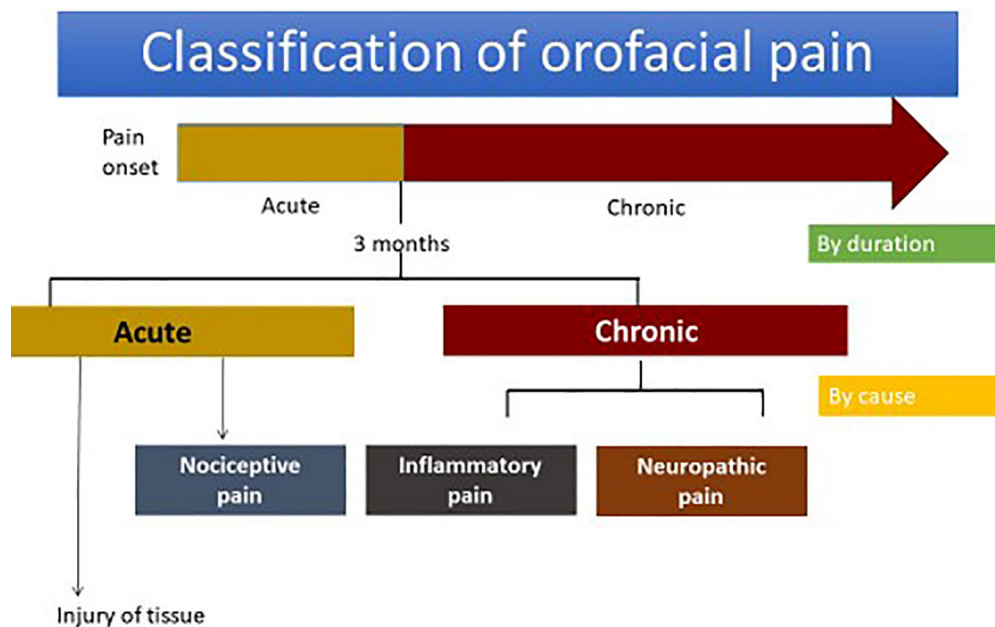 Classification of orofacial pain
Pain
onset
Acute
Chronic
3 months
By duration
Acute
Chronic
By cause
Nociceptive
pain
Inflammatory
pain
Neuropathic
pain
Injury of tissue